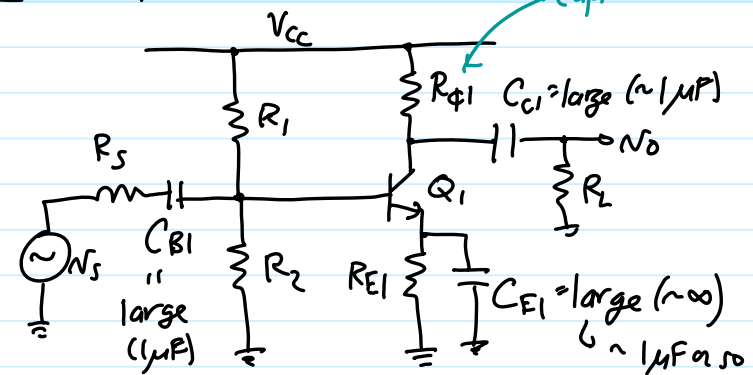 VCC
R1
RC1
CC1 = large (~1μF)
vo
RS
Q1
RL
CB1
"
large
(1μF)
vs
R2
RE1
CE1 = large (~∞)
~ 1μF or so